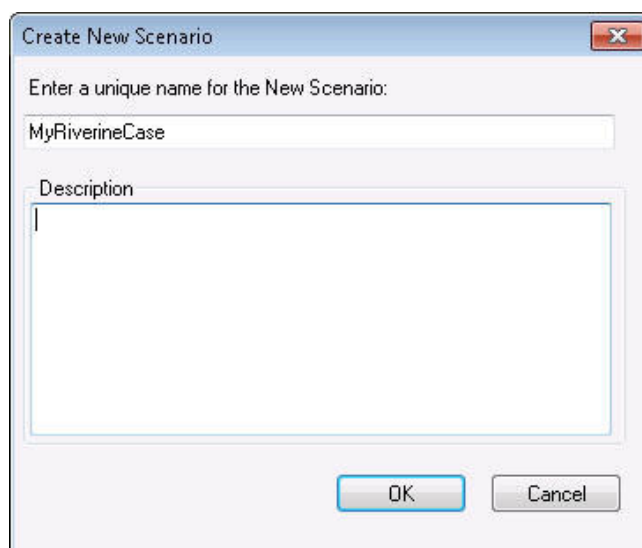 Create New Scenario
Enter a unique name for the New Scenario:
MyRiverineCase
Description
OK
Cancel